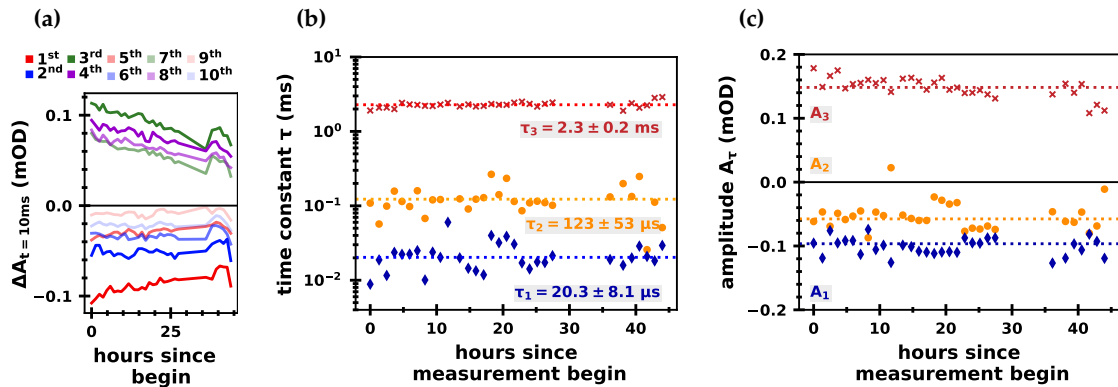 (a)
1st 3rd 5th 7th 9th
2nd 4th 6th 8th 10th
ΔA t = 10ms (mOD)
0.1
0.0
−0.1
0 25
hours since
begin
(b)
time constant τ (ms)
10^1
10^0
10^−1
10^−2
τ3 = 2.3 ± 0.2 ms
τ2 = 123 ± 53 µs
τ1 = 20.3 ± 8.1 µs
0 10 20 30 40
hours since
measurement begin
(c)
amplitude Aτ (mOD)
0.2
0.1
0.0
−0.1
−0.2
A3
A2
A1
0 10 20 30 40
hours since
measurement begin